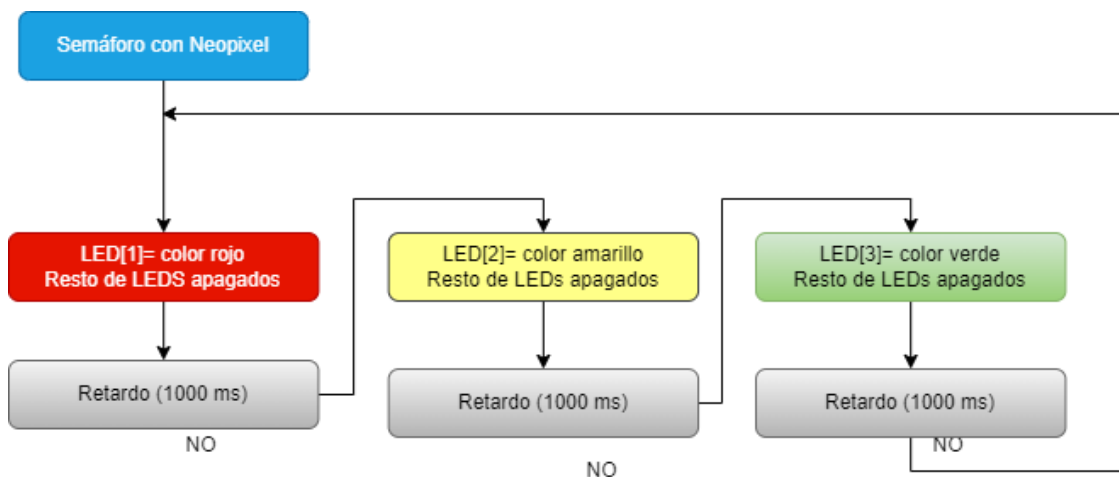 Semáforo con Neopixel
LED[1]= color rojo
Resto de LEDS apagados
LED[2]= color amarillo
Resto de LEDs apagados
LED[3]= color verde
Resto de LEDs apagados
Retardo (1000 ms)
Retardo (1000 ms)
Retardo (1000 ms)
NO
NO
NO